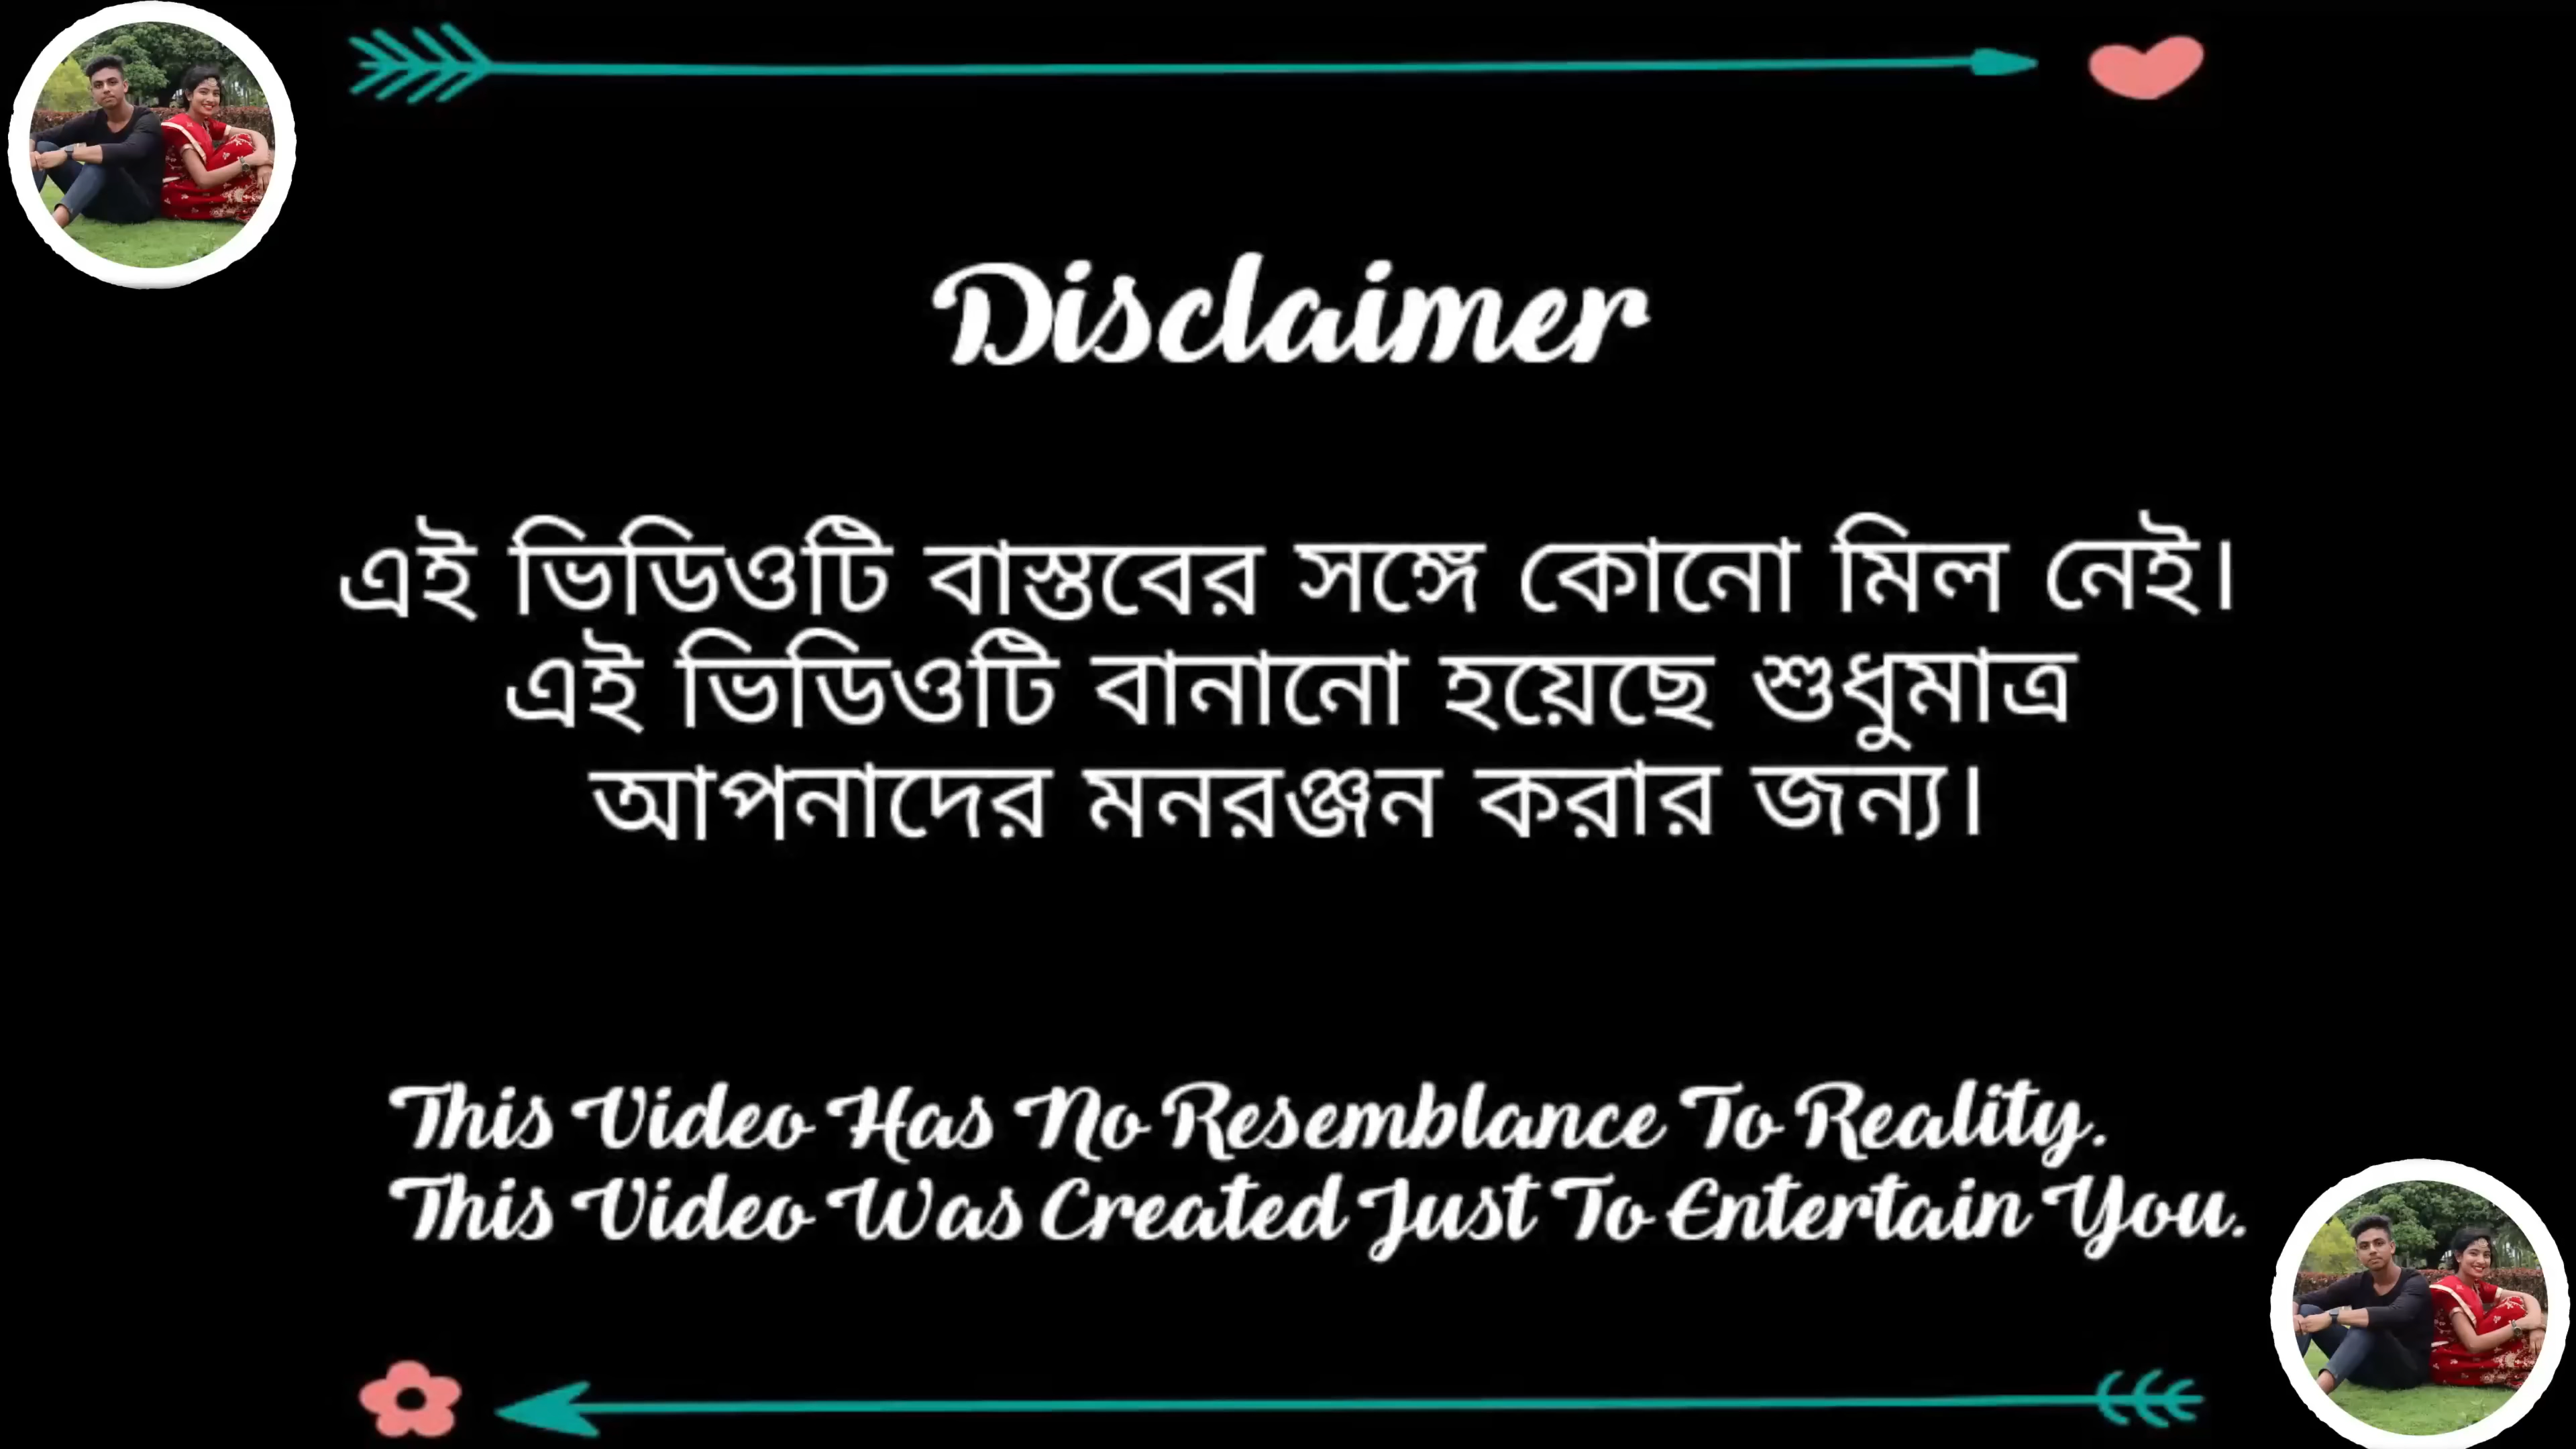 Disclaimer
এই ভিডিওটি বাস্তবের সঙ্গে কোনো মিল নেই।
এই ভিডিওটি বানানো হয়েছে শুধুমাত্র
আপনাদের মনরঞ্জন করার জন্য।
This Video Has No Resemblance To Reality.
This Video Was Created Just To Entertain You.